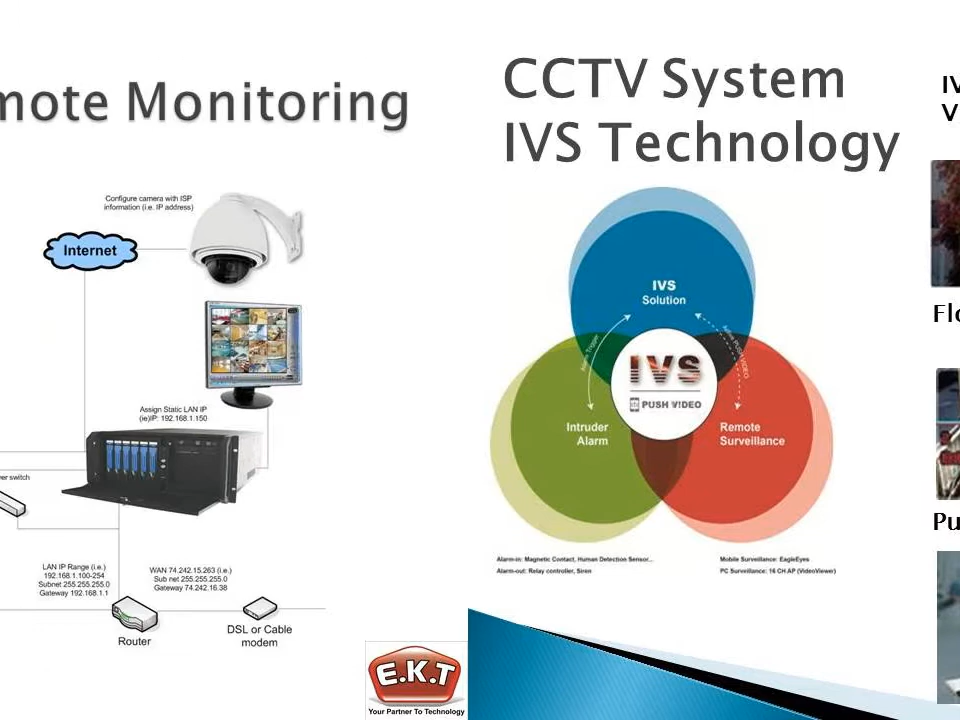 mote Monitoring
Configure camera with ISP
information (i.e. IP address)
Internet
Assign Static LAN IP
(ie)IP: 192.168.1.150
er switch
LAN IP Range (i.e.)
192.168.1.100-254
Subnet 255.255.255.0
Gateway 192.168.1.1
WAN 74.242.15.263 (i.e.)
Sub net 255.255.255.0
Gateway 74.242.16.38
Router
DSL or Cable
modem
E.K.T
Your Partner To Technology
CCTV System
IVS Technology
IVS
Solution
Alarm Trigger
Active PUSH VIDEO
IVS
PUSH VIDEO
Intruder
Alarm
Remote
Surveillance
Alarm-in: Magnetic Contact, Human Detection Sensor...
Alarm-out: Relay controller, Siren
Mobile Surveillance: EagleEyes
PC Surveillance: 16 CH AP (VideoViewer)
IV
V
Flo
Pu